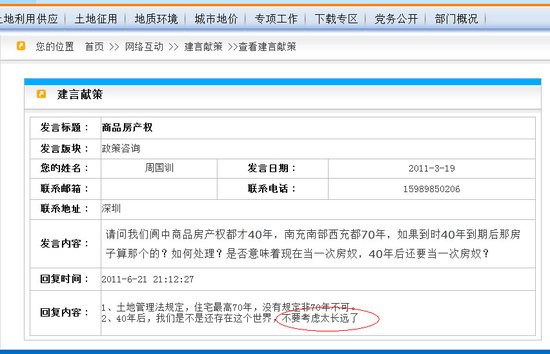 土地利用供应 土地征用 地质环境 城市地价 专项工作 下载专区 党务公开 部门概况
您的位置 首页 >> 网络互动 >> 建言献策 >>查看建言献策
建言献策
发言标题： 商品房产权
发言版块： 政策咨询
您的姓名： 周国训 发言日期： 2011-3-19
联系邮箱： 联系电话： 15989850206
联系地址： 深圳
发言内容： 请问我们阆中商品房产权都才40年，南充南部西充都70年，如果到时40年到期后那房
子算那个的？如何处理？是否意味着现在当一次房奴，40年后还要当一次房奴？
回复时间： 2011-6-21 21:12:27
回复内容： 1、土地管理法规定，住宅最高70年，没有规定非70年不可。
2、40年后，我们是不还存在这个世界，不要考虑太长远了